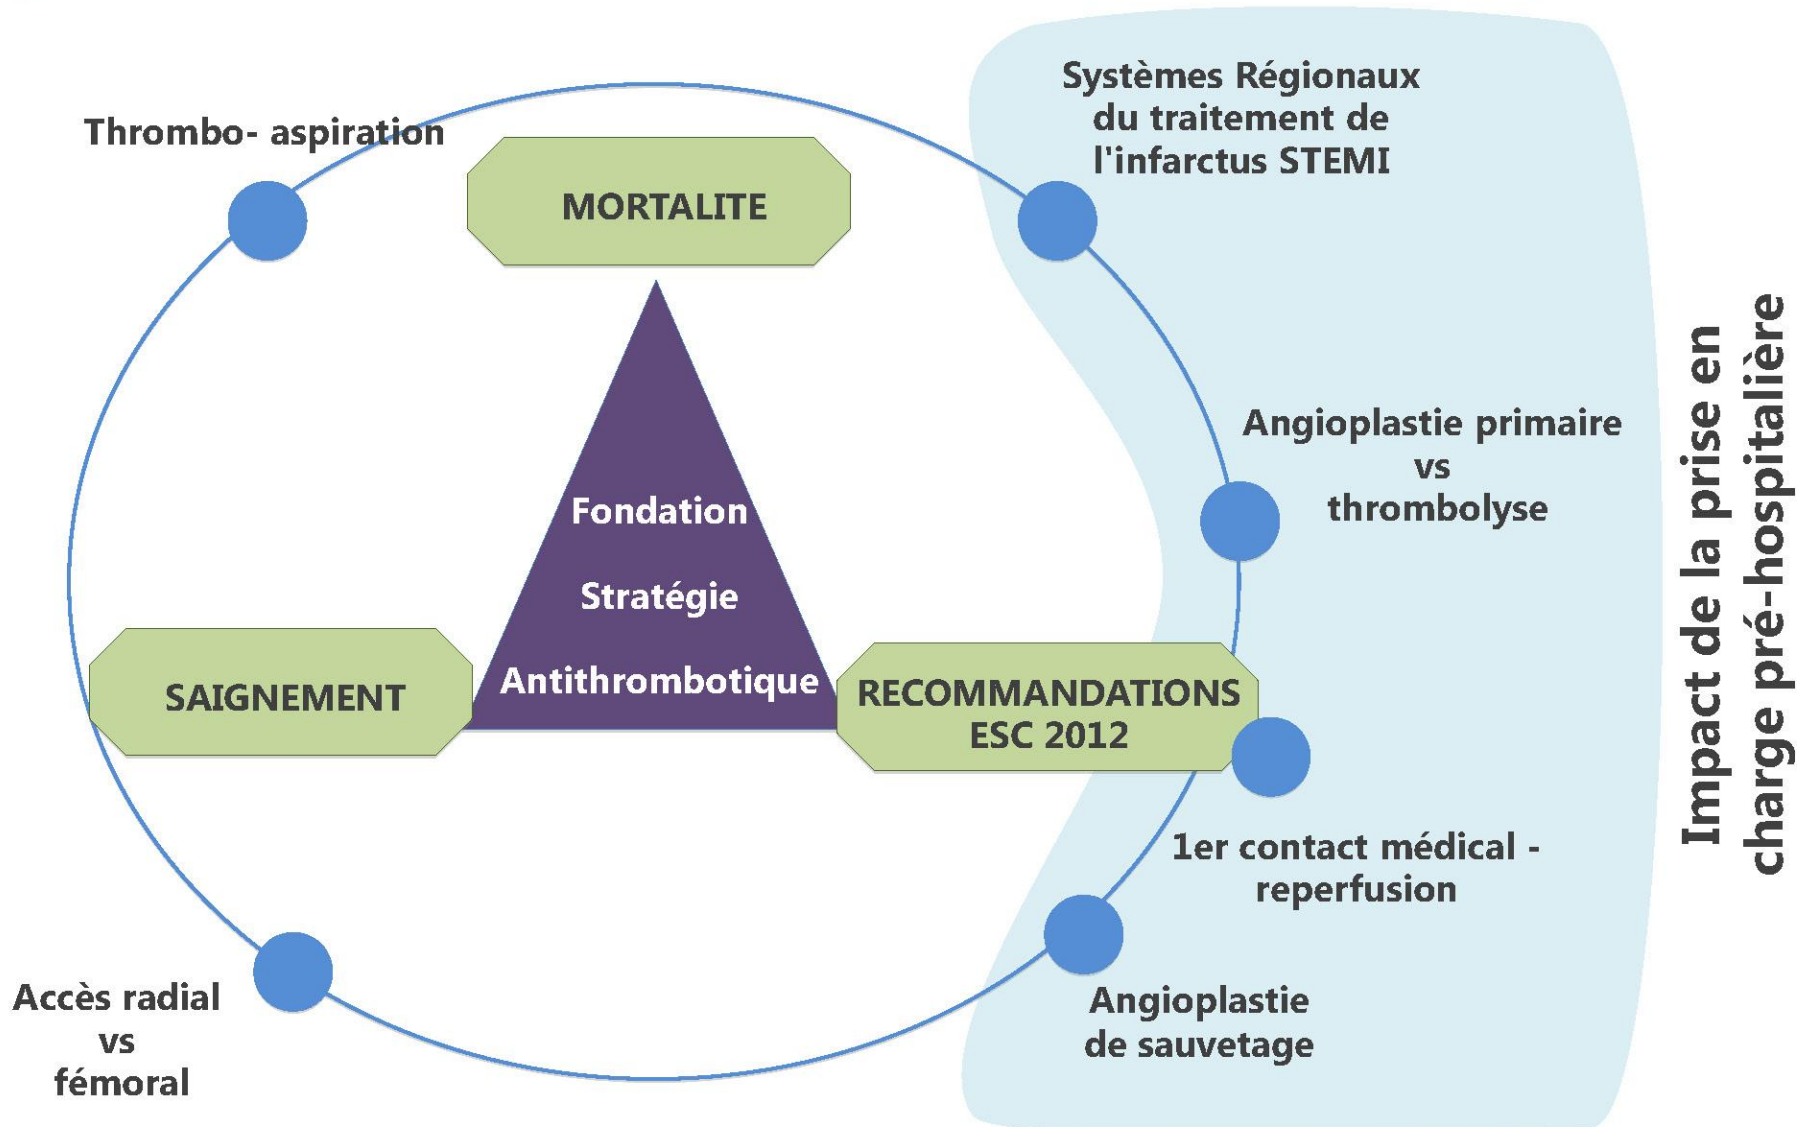 Systèmes Régionaux
du traitement de
l'infarctus STEMI
Thrombo- aspiration
MORTALITE
Angioplastie primaire
vs
thrombolyse
Fondation
Stratégie
Antithrombotique
SAIGNEMENT
RECOMMANDATIONS
ESC 2012
1er contact médical -
reperfusion
Angioplastie
de sauvetage
Accès radial
vs
fémoral
Impact de la prise en
charge pré-hospitalière